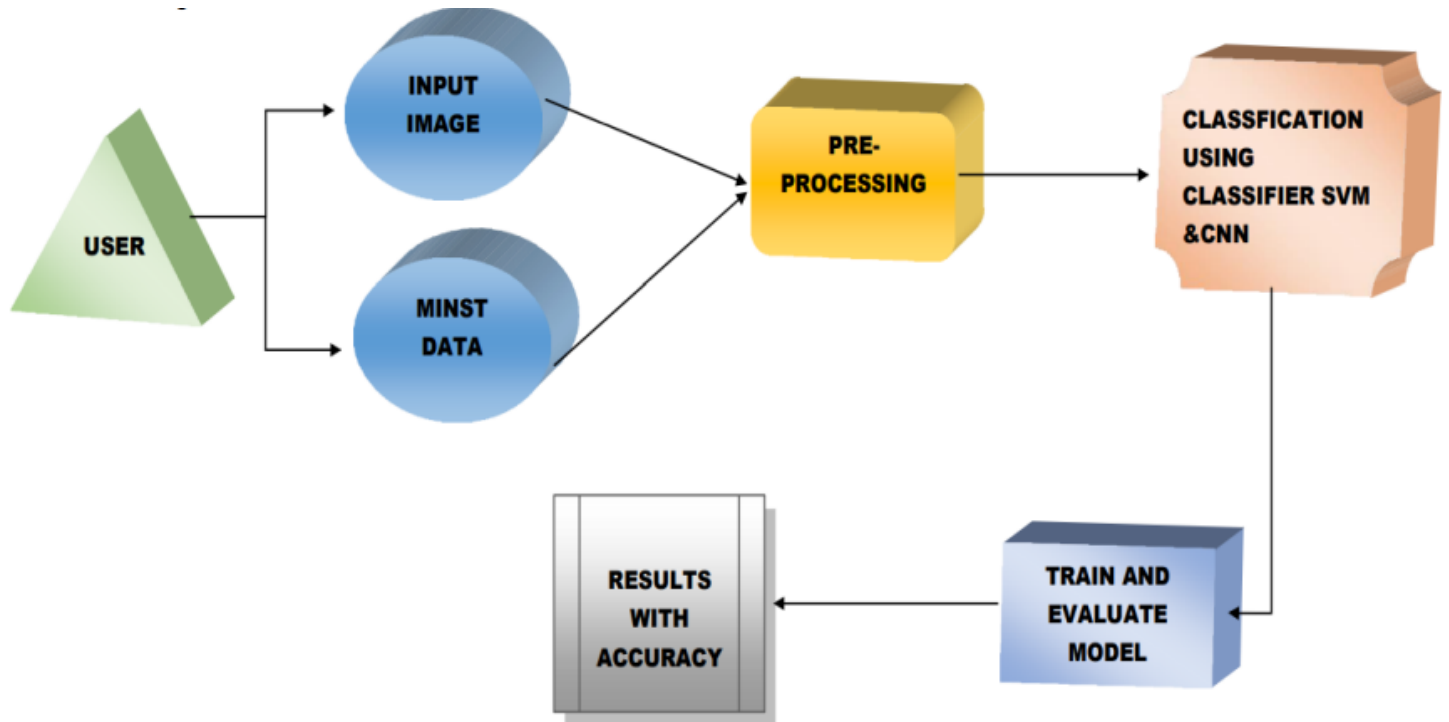 USER
INPUT
IMAGE
MINST
DATA
PRE-
PROCESSING
CLASSFICATION
USING
CLASSIFIER SVM
&CNN
TRAIN AND
EVALUATE
MODEL
RESULTS
WITH
ACCURACY